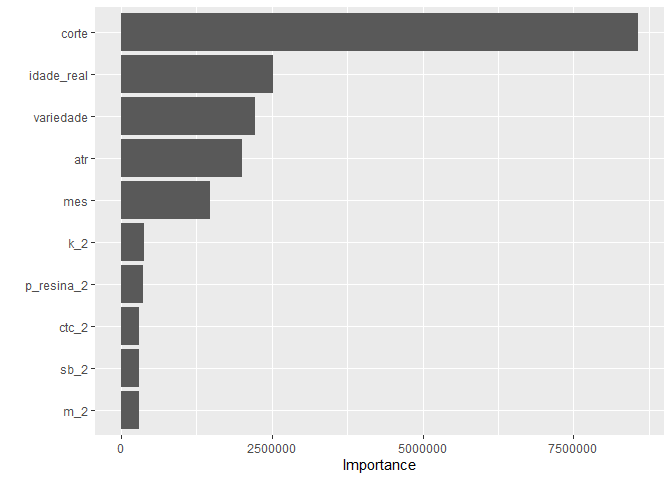 corte
idade_real
variedade
atr
mes
k_2
p_resina_2
ctc_2
sb_2
m_2
0 2500000 5000000 7500000
Importance